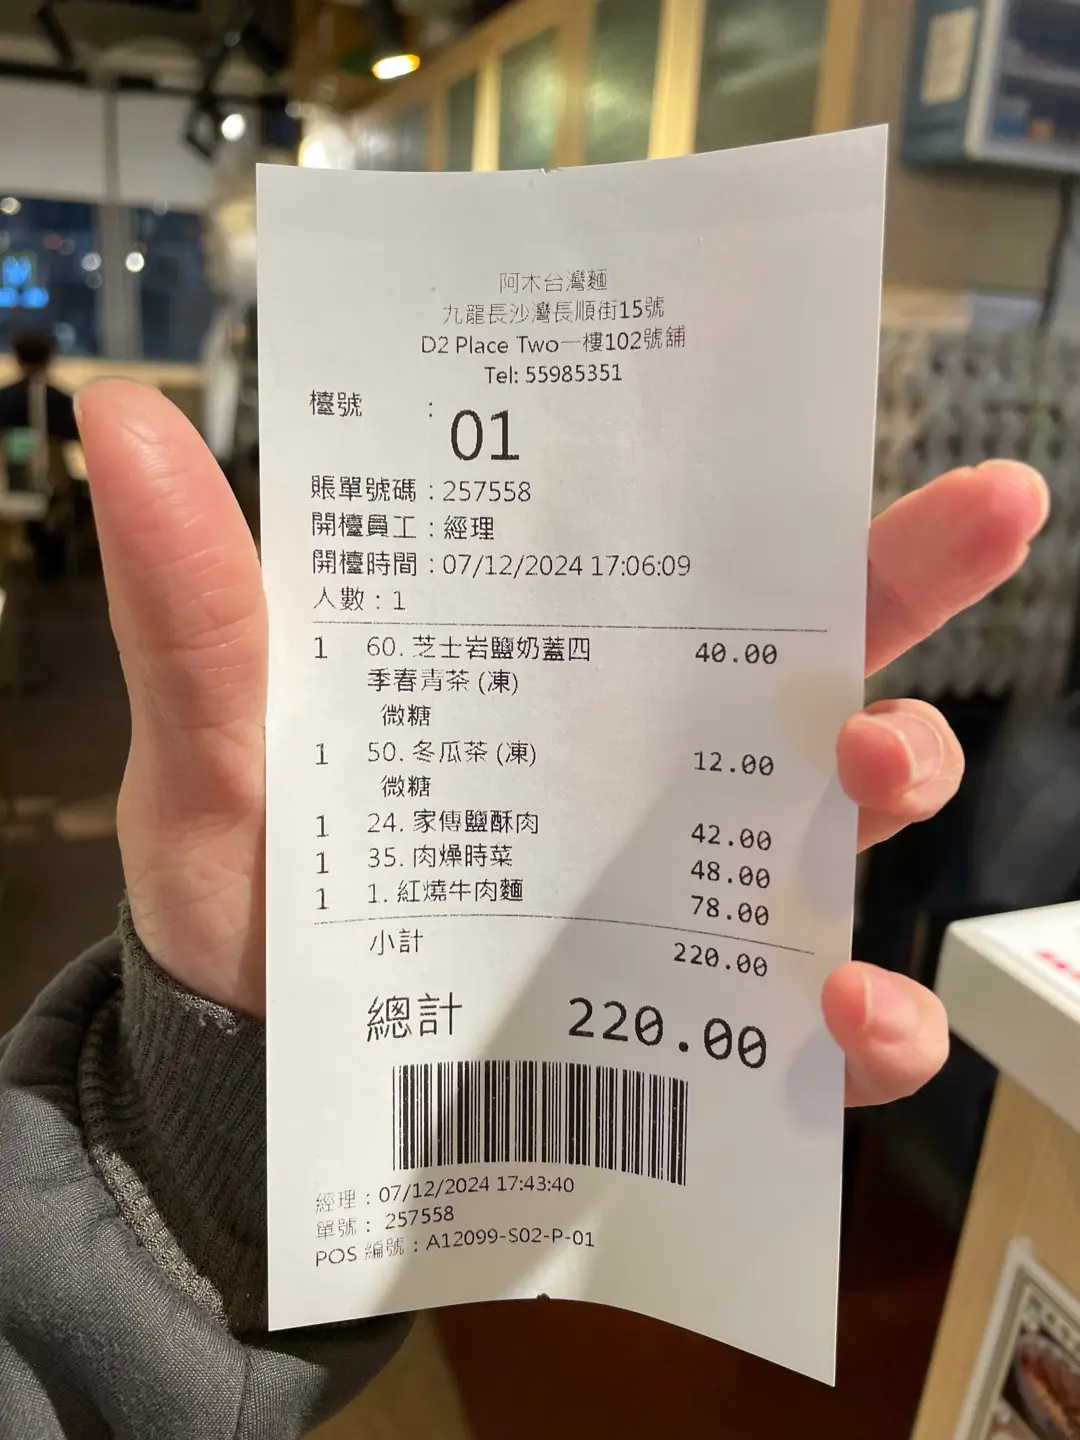 阿木台灣麵
九龍長沙灣長順街15號
D2 Place Two一樓102號舖
Tel: 55985351
檯號 : 01
賬單號碼 : 257558
開檯員工 : 經理
開檯時間 : 07/12/2024 17:06:09
人數 : 1
1 60. 芝士岩鹽奶蓋四 40.00
季春青茶 (凍)
微糖
1 50. 冬瓜茶 (凍) 12.00
微糖
1 24. 家傳鹽酥肉 42.00
1 35. 肉燥時菜 48.00
1 1. 紅燒牛肉麵 78.00
小計 220.00
總計 220.00
經理 : 07/12/2024 17:43:40
單號 : 257558
POS 編號 : A12099-S02-P-01